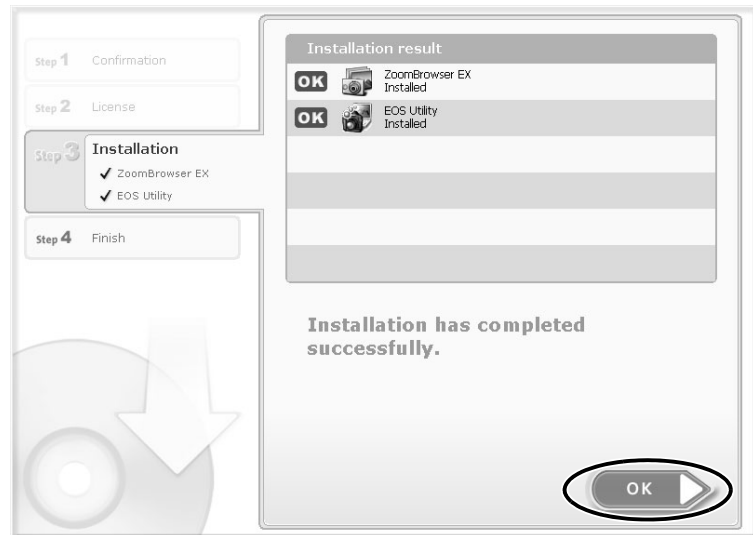 Step 1 Confirmation
Step 2 License
Step 3 Installation
✓ ZoomBrowser EX
✓ EOS Utility
Step 4 Finish
Installation result
OK ZoomBrowser EX
Installed
OK EOS Utility
Installed
Installation has completed
successfully.
OK